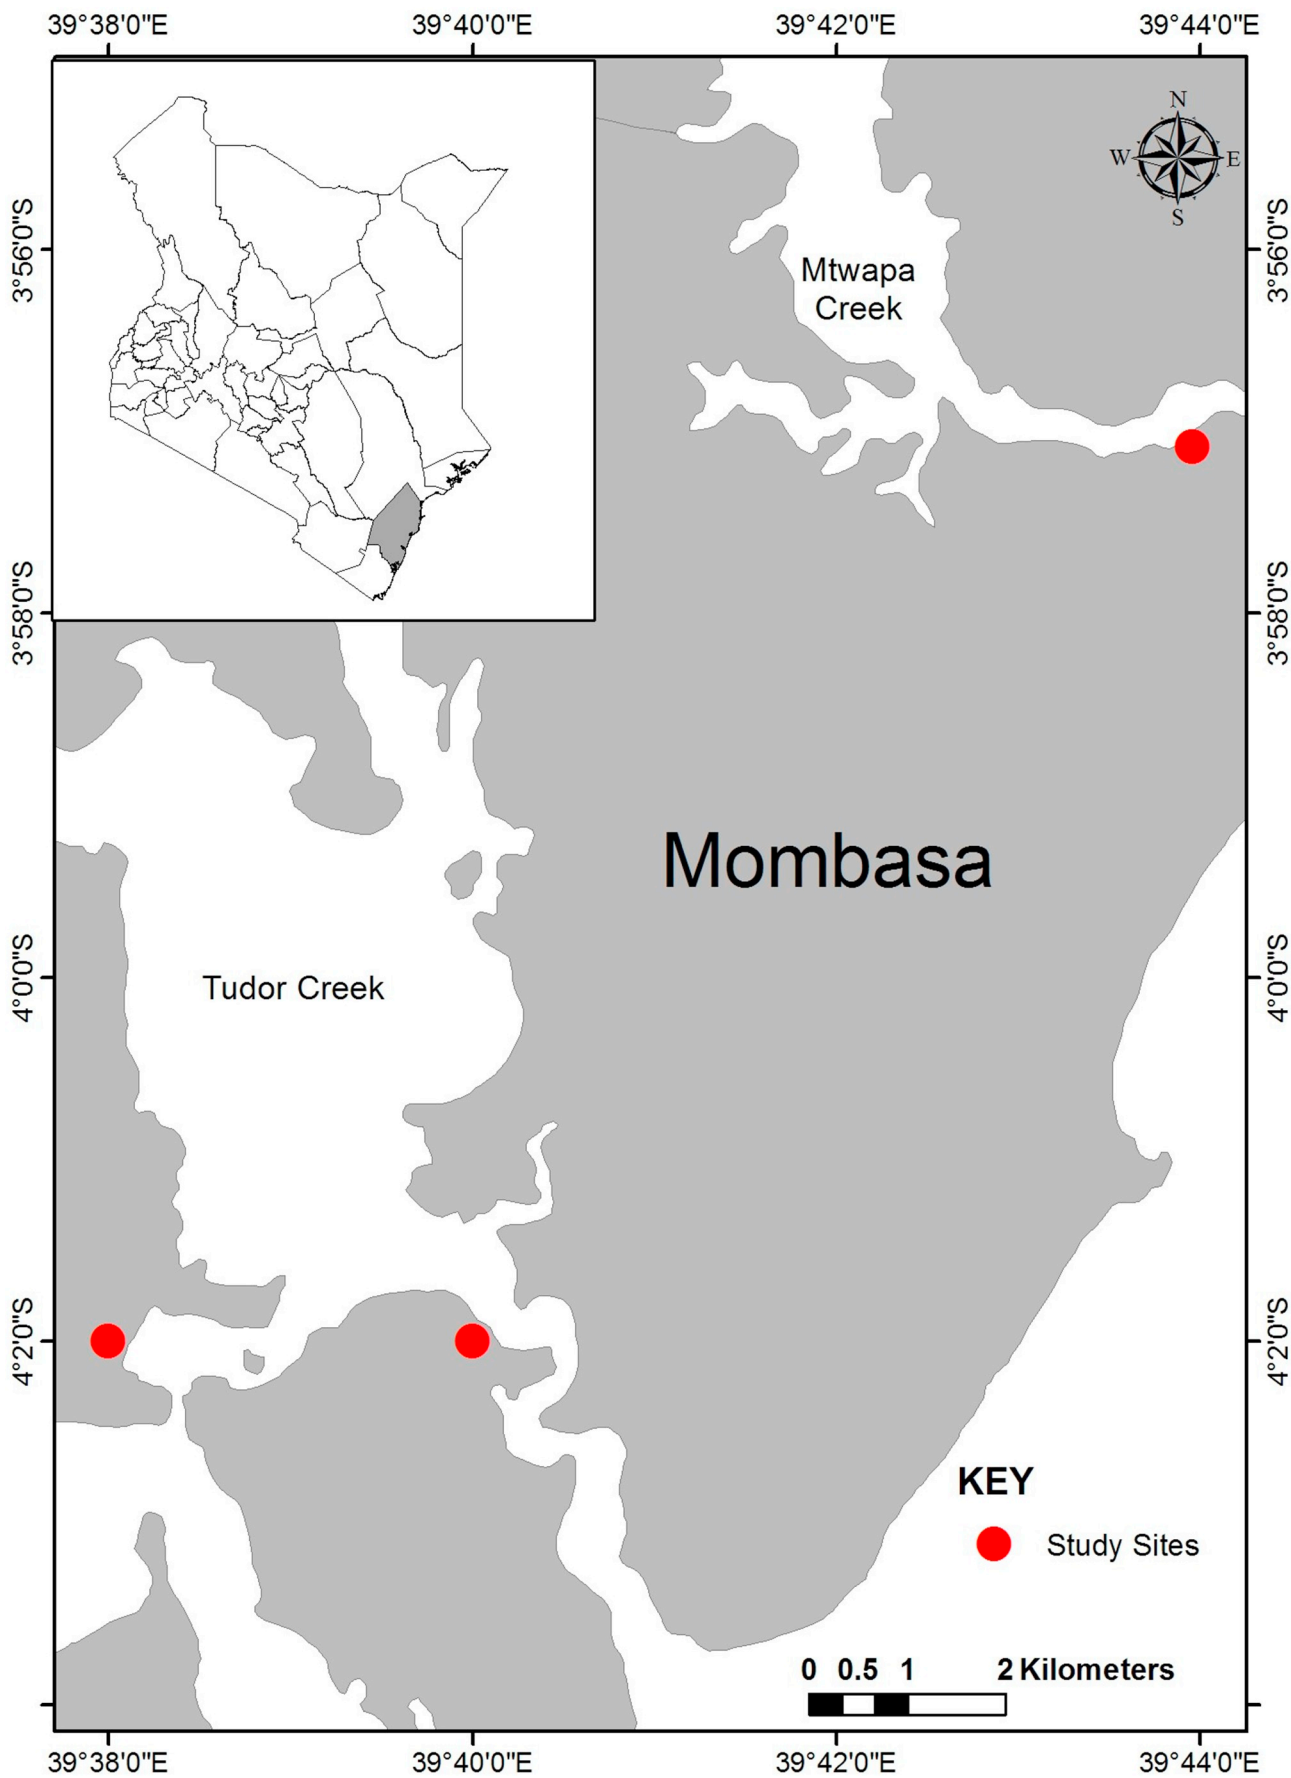 39°38'0"E 39°40'0"E 39°42'0"E 39°44'0"E
N
W E
S
3°56'0"S 3°56'0"S
Mtwapa
Creek
3°58'0"S 3°58'0"S
Mombasa
4°0'0"S 4°0'0"S
Tudor Creek
4°2'0"S 4°2'0"S
KEY
Study Sites
0 0.5 1 2 Kilometers
39°38'0"E 39°40'0"E 39°42'0"E 39°44'0"E